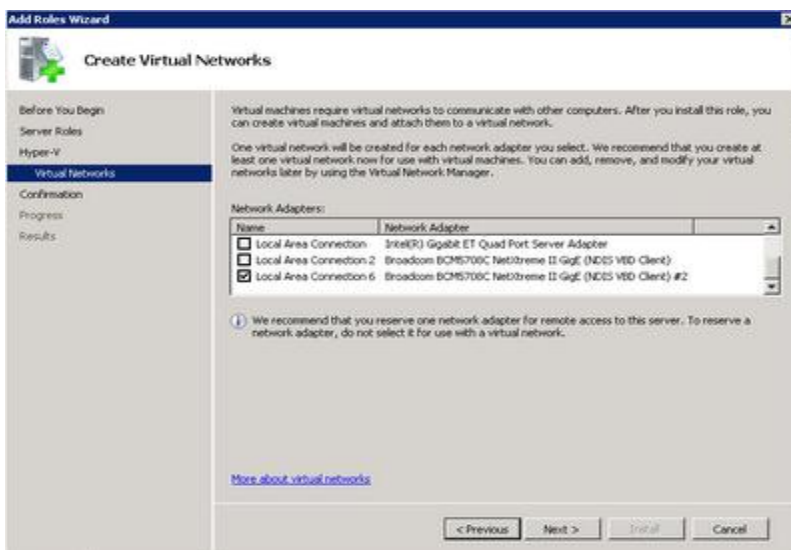 Add Roles Wizard
Create Virtual Networks
Before You Begin
Server Roles
Hyper-V
Virtual Networks
Confirmation
Progress
Results
Virtual machines require virtual networks to communicate with other computers. After you install this role, you
can create virtual machines and attach them to a virtual network.
One virtual network will be created for each network adapter you select. We recommend that you create at
least one virtual network now for use with virtual machines. You can add, remove, and modify your virtual
networks later by using the Virtual Network Manager.
Network Adapters:
Name Network Adapter
Local Area Connection Intel(R) Gigabit ET Quad Port Server Adapter
Local Area Connection 2 Broadcom BCM5708C NetXtreme II GigE (NDIS VBD Client)
Local Area Connection 6 Broadcom BCM5708C NetXtreme II GigE (NDIS VBD Client) #2
We recommend that you reserve one network adapter for remote access to this server. To reserve a
network adapter, do not select it for use with a virtual network.
More about virtual networks
< Previous Next > Install Cancel